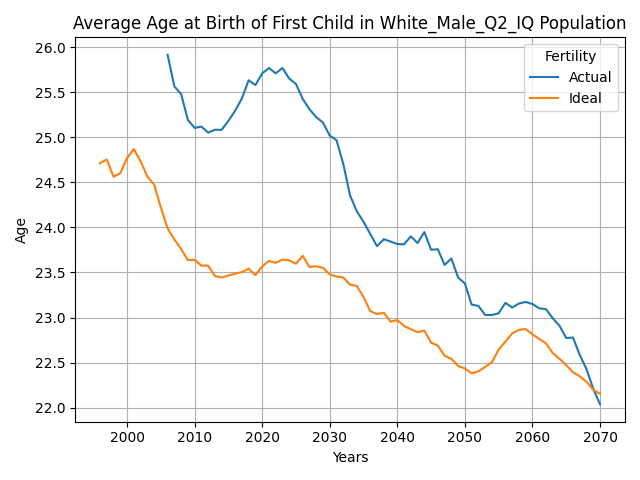 Average Age at Birth of First Child in White_Male_Q2_IQ Population
26.0
25.5
25.0
24.5
24.0
23.5
23.0
22.5
22.0
Age
Fertility
Actual
Ideal
2000 2010 2020 2030 2040 2050 2060 2070
Years